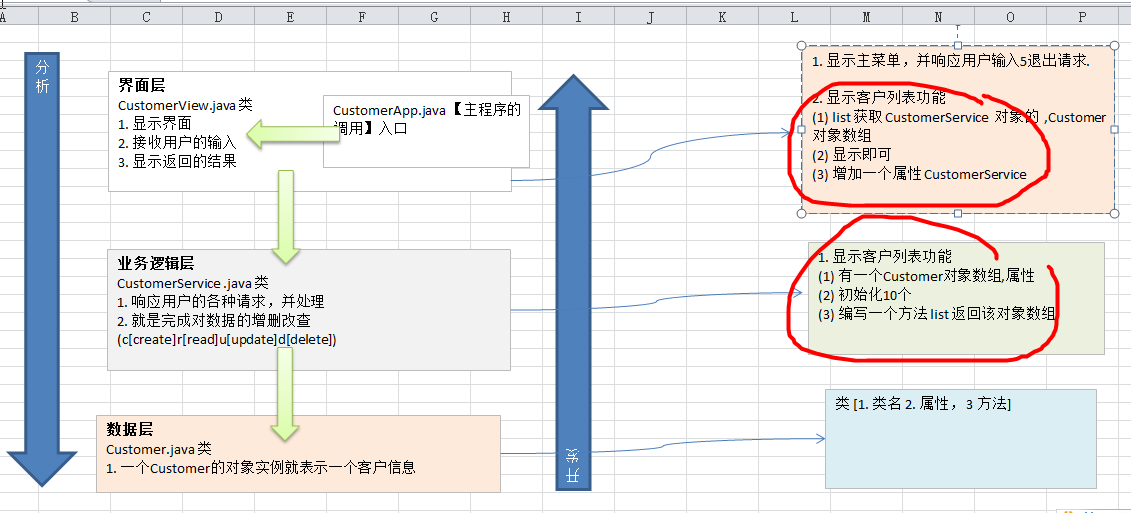 A B C D E F G H I J K L M N O P
分
析
界面层
CustomerView.java 类
1. 显示界面
2. 接收用户的输入
3. 显示返回的结果
CustomerApp.java【主程序的
调用】入口
业务逻辑层
CustomerService .java 类
1. 响应用户的各种请求，并处理
2. 就是完成对数据的增删改查
(c[create]r[read]u[update]d[delete])
数据层
Customer.java 类
1. 一个Customer的对象实例就表示一个客户信息
开发
1. 显示主菜单，并响应用户输入5退出请求.
2. 显示客户列表功能
(1) list 获取 CustomerService 对象的 ,Customer
对象数组
(2) 显示即可
(3) 增加一个属性 CustomerService
1. 显示客户列表功能
(1) 有一个Customer对象数组,属性
(2) 初始化10个
(3) 编写一个方法 list 返回该对象数组
类 [1. 类名 2. 属性，3 方法]